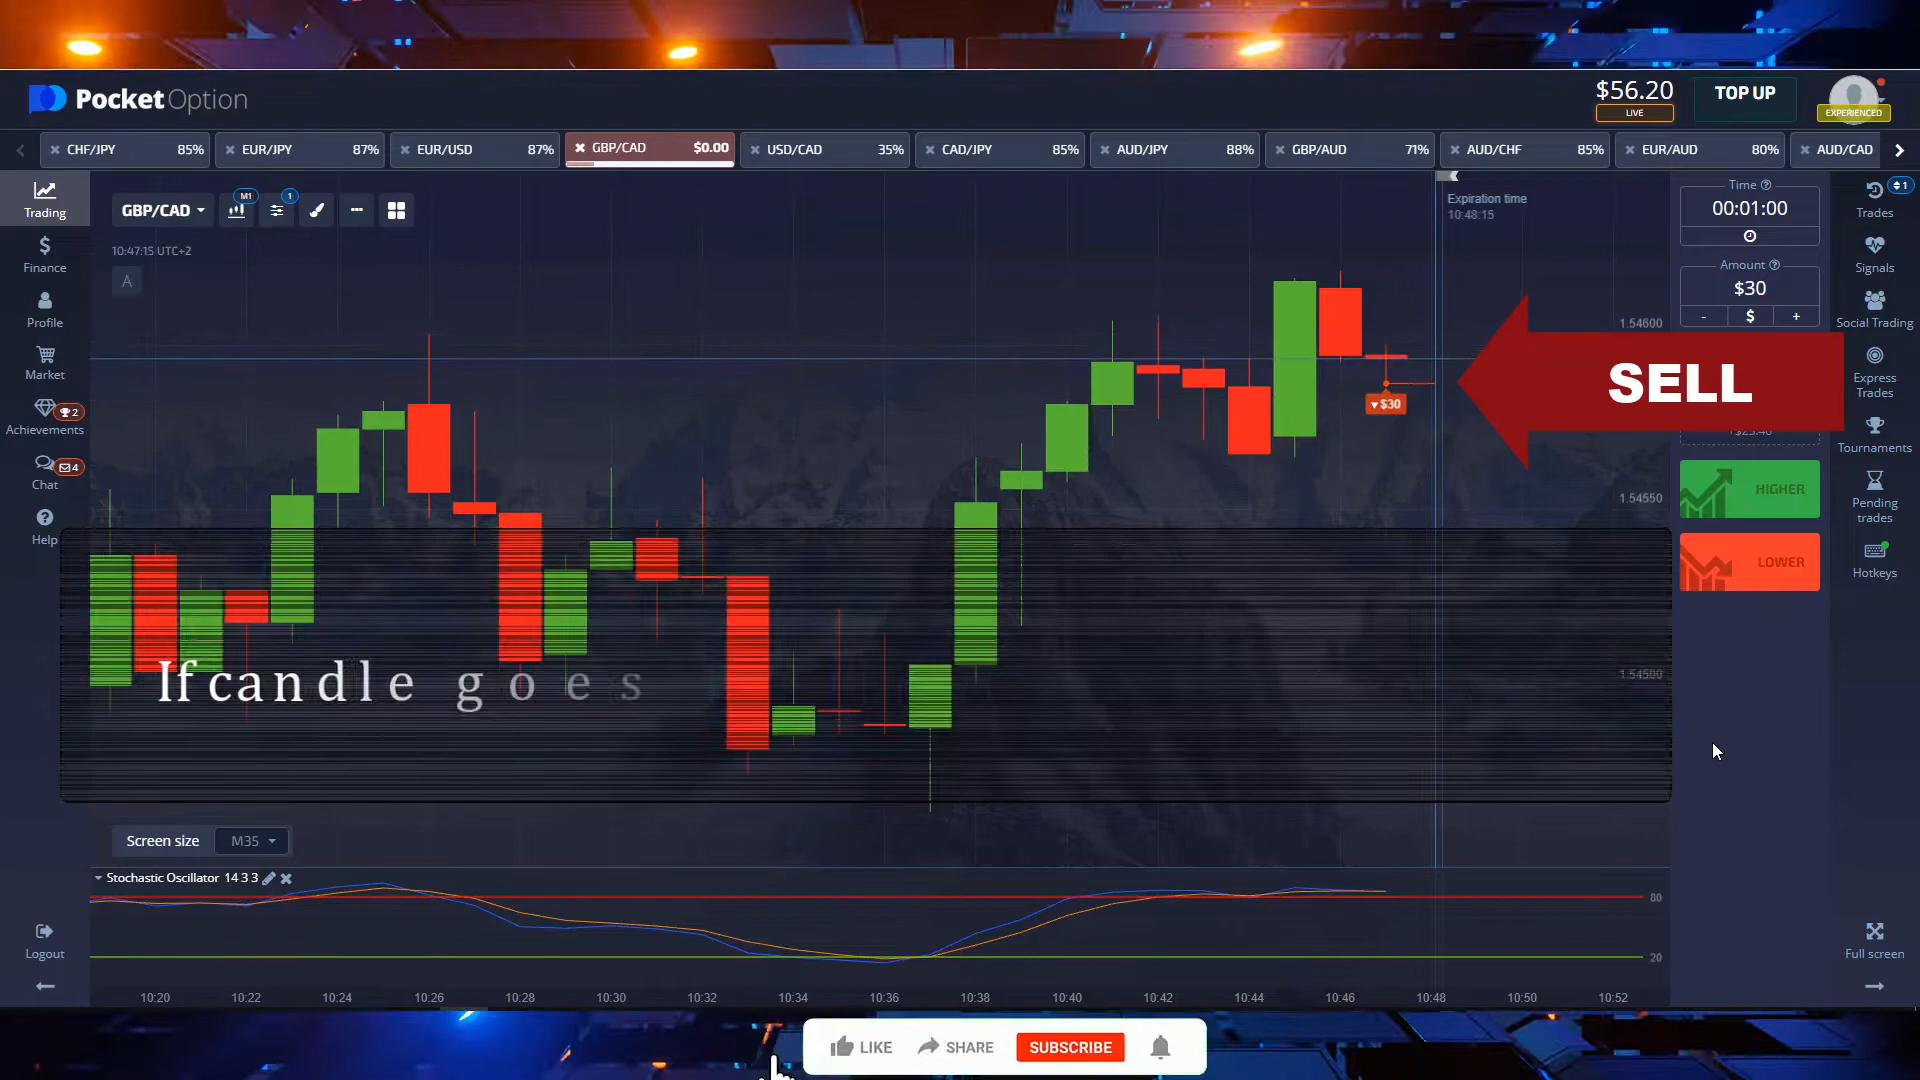 PocketOption
$56.20
LIVE
TOP UP
EXPERIENCED
CHF/JPY 85%
EUR/JPY 87%
EUR/USD 87%
GBP/CAD $0.00
USD/CAD 35%
CAD/JPY 85%
AUD/JPY 88%
GBP/AUD 71%
AUD/CHF 85%
EUR/AUD 80%
AUD/CAD
Trading
Finance
Profile
Market
2
Achievements
4
Chat
Help
Logout
GBP/CAD
M1
1
10:47:15 UTC+2
A
Expiration time
10:48:15
1.54600
1.54550
1.54500
$30
SELL
If candle goes
Time
00:01:00
Amount
$30
- $ +
HIGHER
LOWER
1
Trades
Signals
Social Trading
Express
Trades
Tournaments
Pending
trades
Hotkeys
Full screen
Screen size M35
Stochastic Oscillator 14 3 3
80
20
10:20 10:22 10:24 10:26 10:28 10:30 10:32 10:34 10:36 10:38 10:40 10:42 10:44 10:46 10:48 10:50 10:52
LIKE SHARE SUBSCRIBE